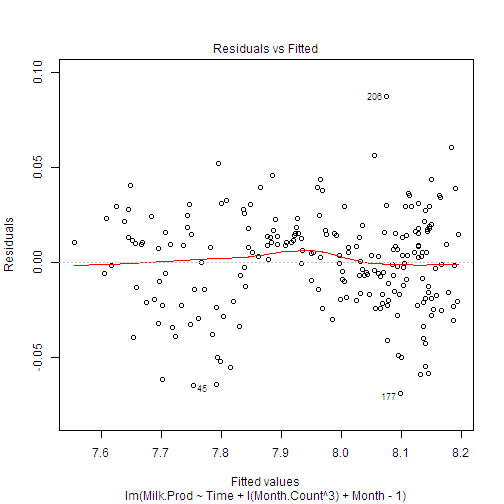 Residuals vs Fitted
0.10
0.05
0.00
-0.05
Residuals
206
45
177
7.6 7.7 7.8 7.9 8.0 8.1 8.2
Fitted values
lm(Milk.Prod ~ Time + I(Month.Count^3) + Month - 1)